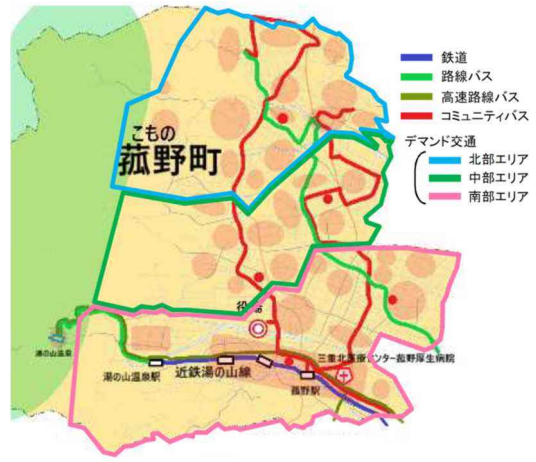 鉄道
路線バス
高速路線バス
コミュニティバス
デマンド交通
北部エリア
中部エリア
南部エリア
こもの
菰野町
役場
湯の山温泉
湯の山温泉駅
近鉄湯の山線
菰野駅
三重北医療センター菰野厚生病院